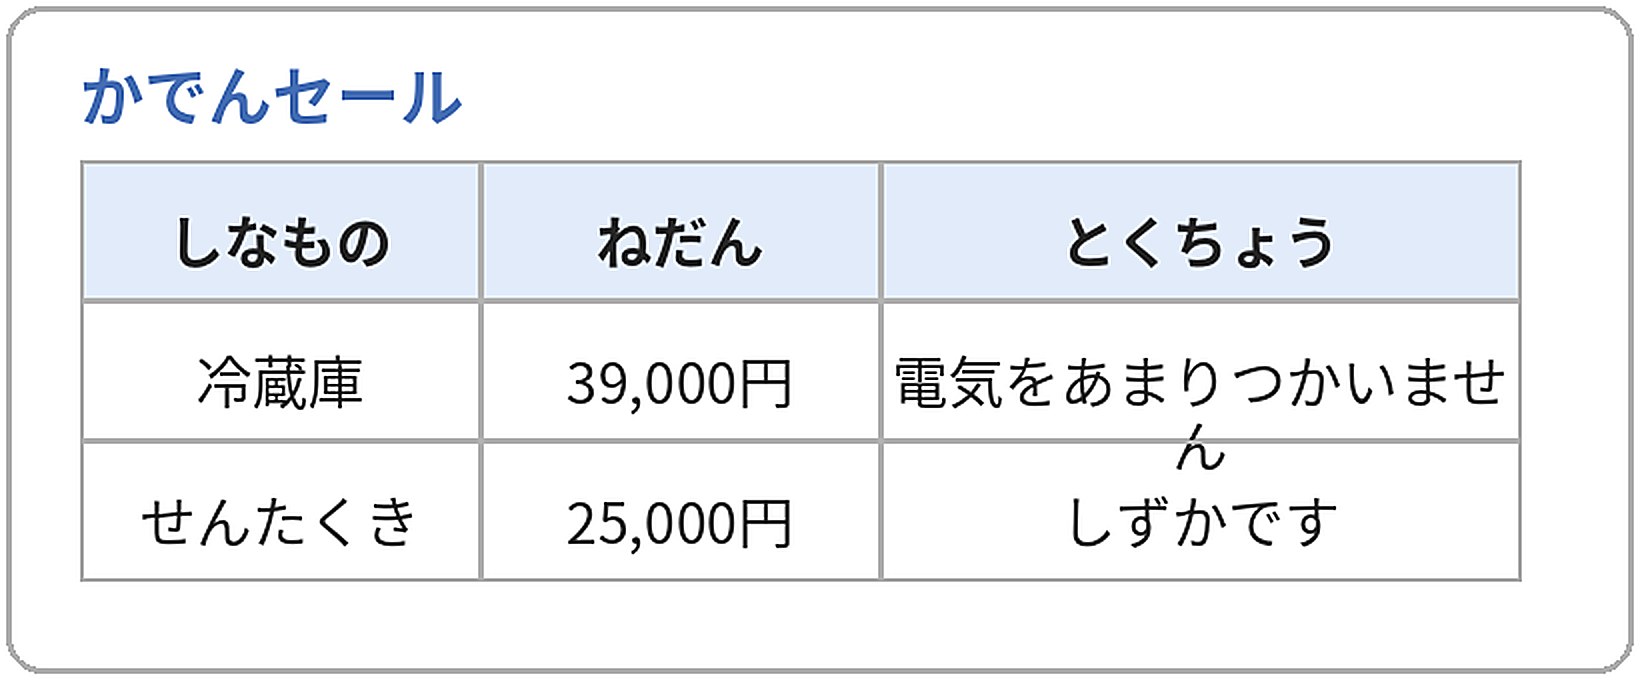 かでんセール
しなもの ねだん とくちょう
冷蔵庫 39,000円 電気をあまりつかいませ
ん
せんたくき 25,000円 しずかです